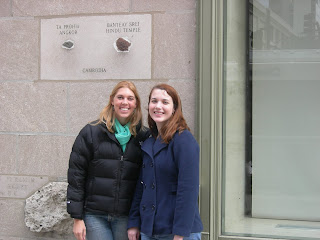 TA PROHM
ANGKOR
BANTEAY SREI
HINDU TEMPLE
CAMBODIA